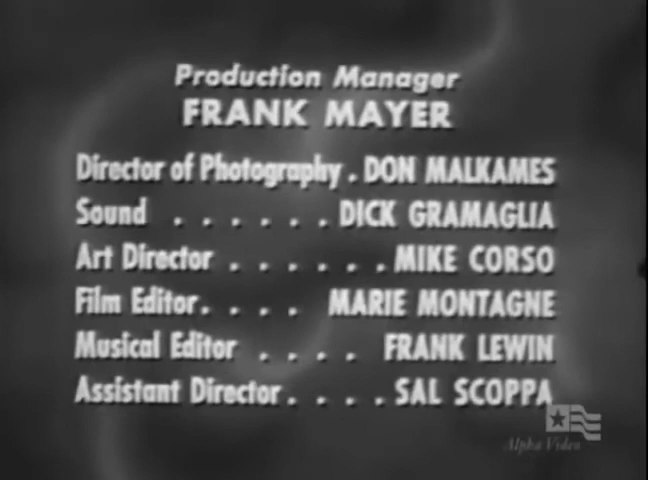 Production Manager
FRANK MAYER
Director of Photography . DON MALKAMES
Sound . . . . . . DICK GRAMAGLIA
Art Director . . . . . . MIKE CORSO
Film Editor. . . . MARIE MONTAGNE
Musical Editor . . . . FRANK LEWIN
Assistant Director. . . . SAL SCOPPA
Alpha Video